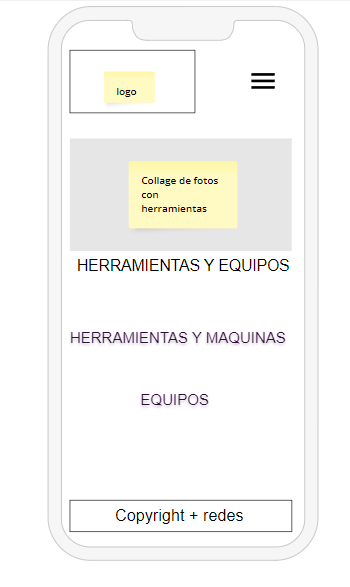 logo
Collage de fotos
con
herramientas
HERRAMIENTAS Y EQUIPOS
HERRAMIENTAS Y MAQUINAS
EQUIPOS
Copyright + redes